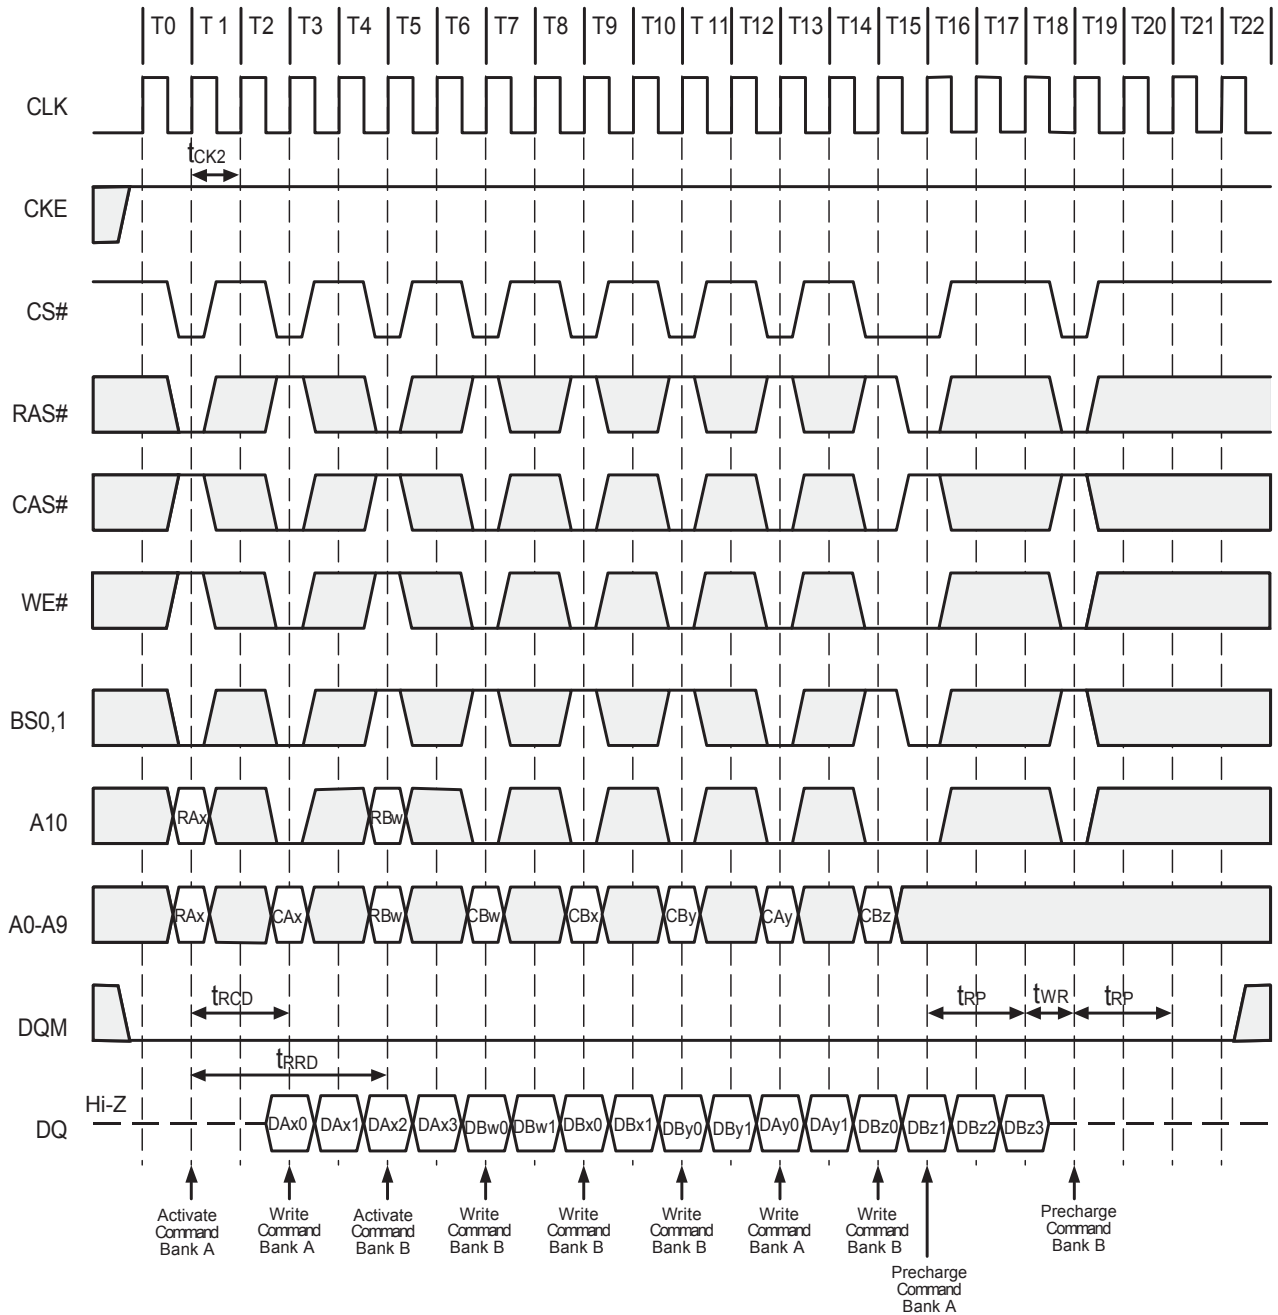 T0 T 1 T2 T3 T4 T5 T6 T7 T8 T9 T10 T 11 T12 T13 T14 T15 T16 T17 T18 T19 T20 T21 T22
CLK
tCK2
CKE
CS#
RAS#
CAS#
WE#
BS0,1
A10
RAx RBw
A0-A9
RAx CAx RBw CBw CBx CBy CAy CBz
DQM
tRCD tRP tWR tRP
tRRD
Hi-Z
DQ
DAx0 DAx1 DAx2 DAx3 DBw0 DBw1 DBx0 DBx1 DBy0 DBy1 DAy0 DAy1 DBz0 DBz1 DBz2 DBz3
Activate
Command
Bank A
Write
Command
Bank A
Activate
Command
Bank B
Write
Command
Bank B
Write
Command
Bank B
Write
Command
Bank B
Write
Command
Bank A
Write
Command
Bank B
Precharge
Command
Bank A
Precharge
Command
Bank B